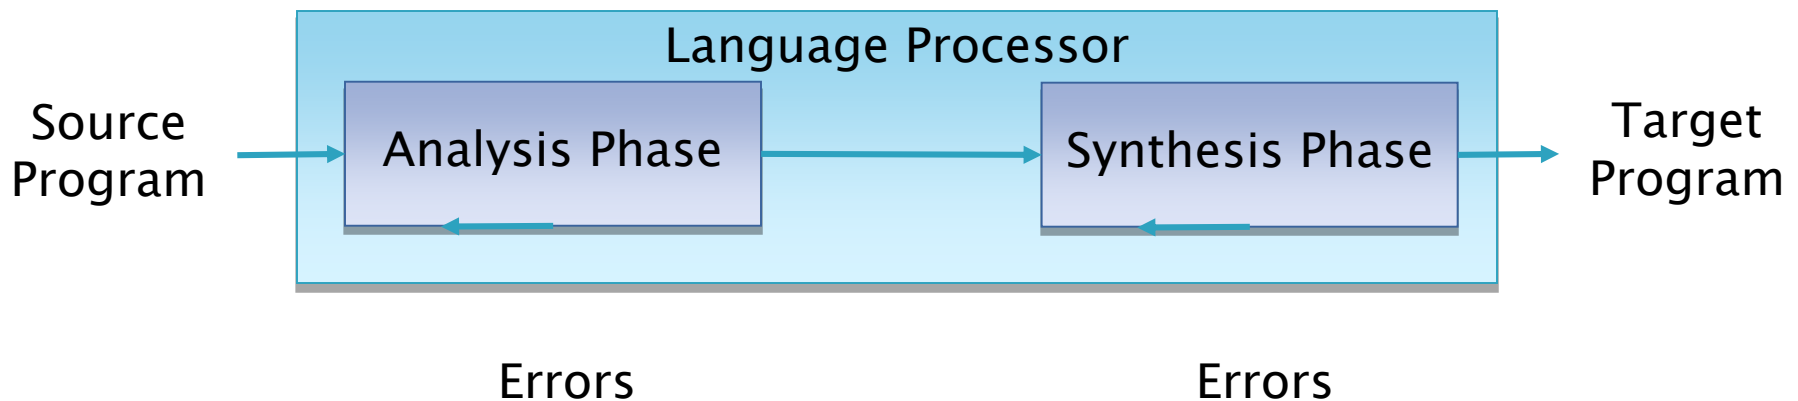 Language Processor
Source
Program
Analysis Phase
Synthesis Phase
Target
Program
Errors
Errors